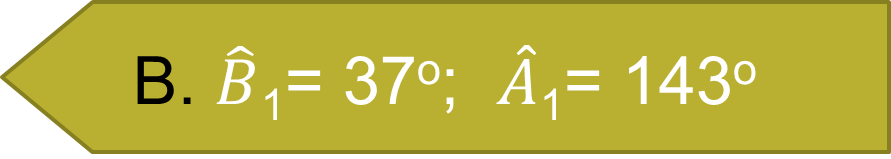 B. B̂₁= 37º; Â₁= 143º